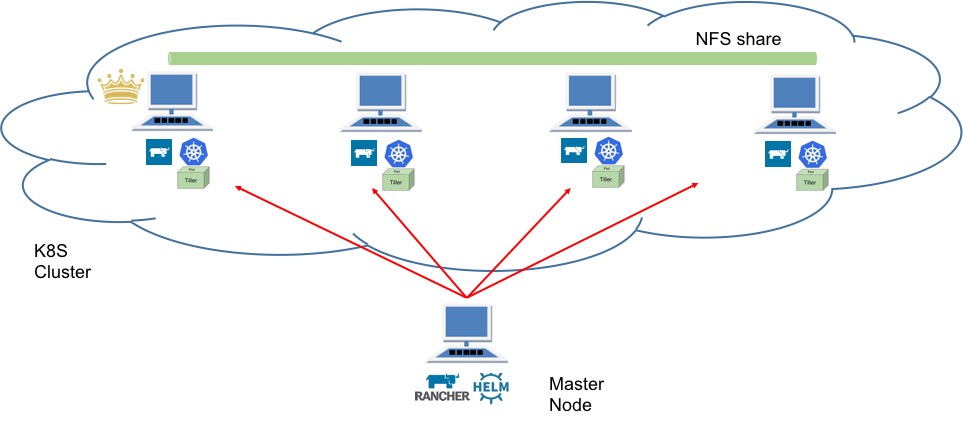 NFS share
Pod
Tiller
Pod
Tiller
Pod
Tiller
Pod
Tiller
K8S
Cluster
RANCHER
HELM
Master
Node